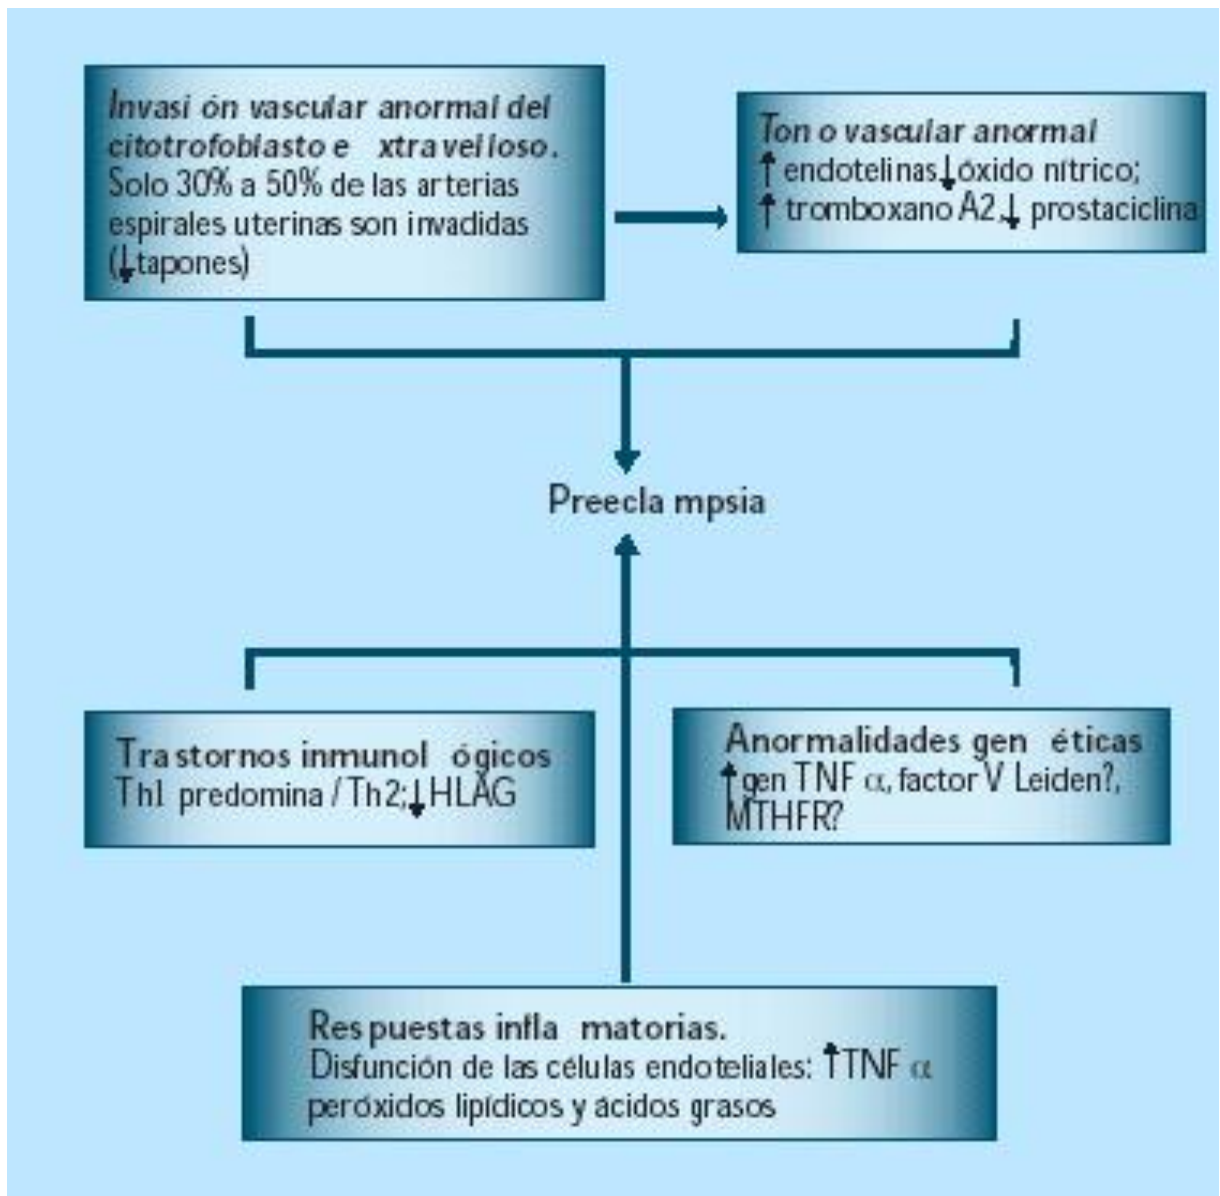 Invasi ón vascular anormal del
citotrofoblasto e xtravelloso.
Solo 30% a 50% de las arterias
espirales uterinas son invadidas
(↓tapones)
Ton o vascular anormal
↑ endotelinas↓óxido nítrico;
↑ tromboxano A2,↓ prostaciclina
Preecla mpsia
Tra stornos inmunol ógicos
Th1 predomina / Th2;↓HLAG
Anormalidades gen éticas
↑gen TNF α, factor V Leiden?,
MTHFR?
Res puestas infla matorias.
Disfunción de las células endoteliales: ↑TNF α
peróxidos lipídicos y ácidos grasos